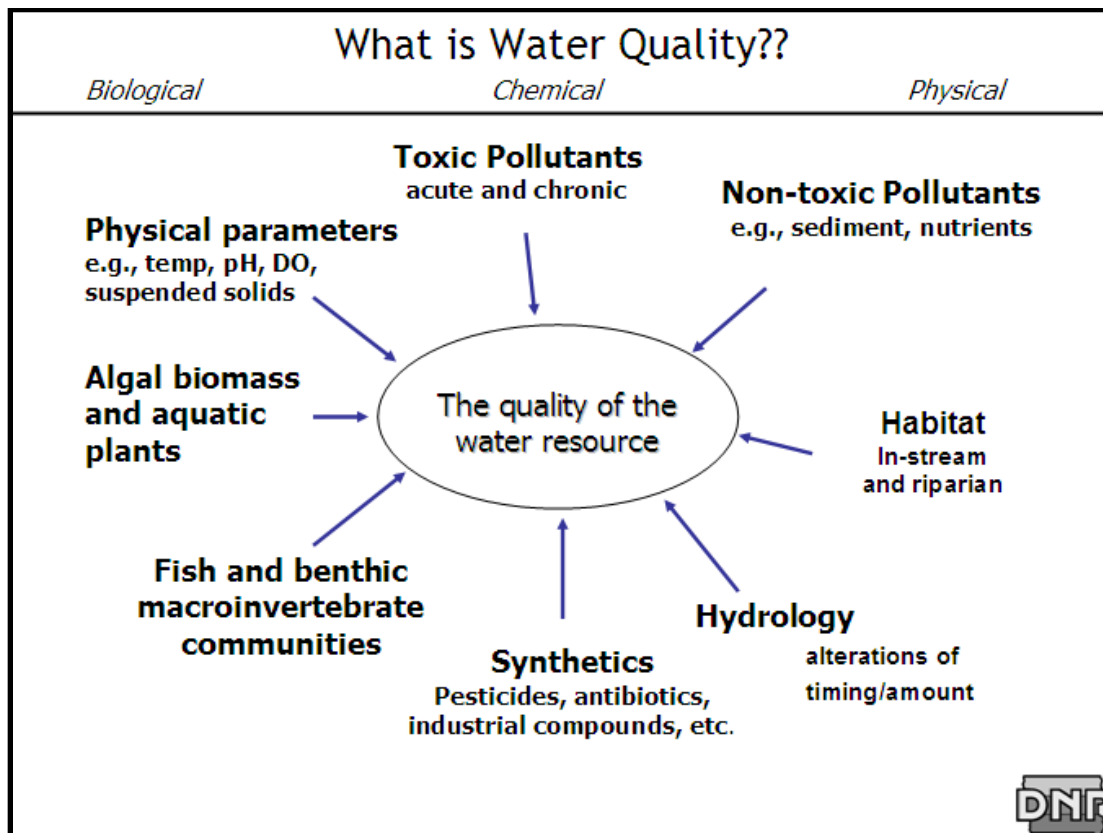 What is Water Quality??
Biological Chemical Physical
Toxic Pollutants
acute and chronic
Non-toxic Pollutants
e.g., sediment, nutrients
Physical parameters
e.g., temp, pH, DO,
suspended solids
Algal biomass
and aquatic
plants
The quality of the
water resource
Habitat
In-stream
and riparian
Fish and benthic
macroinvertebrate
communities
Synthetics
Pesticides, antibiotics,
industrial compounds, etc.
Hydrology
alterations of
timing/amount
DNR